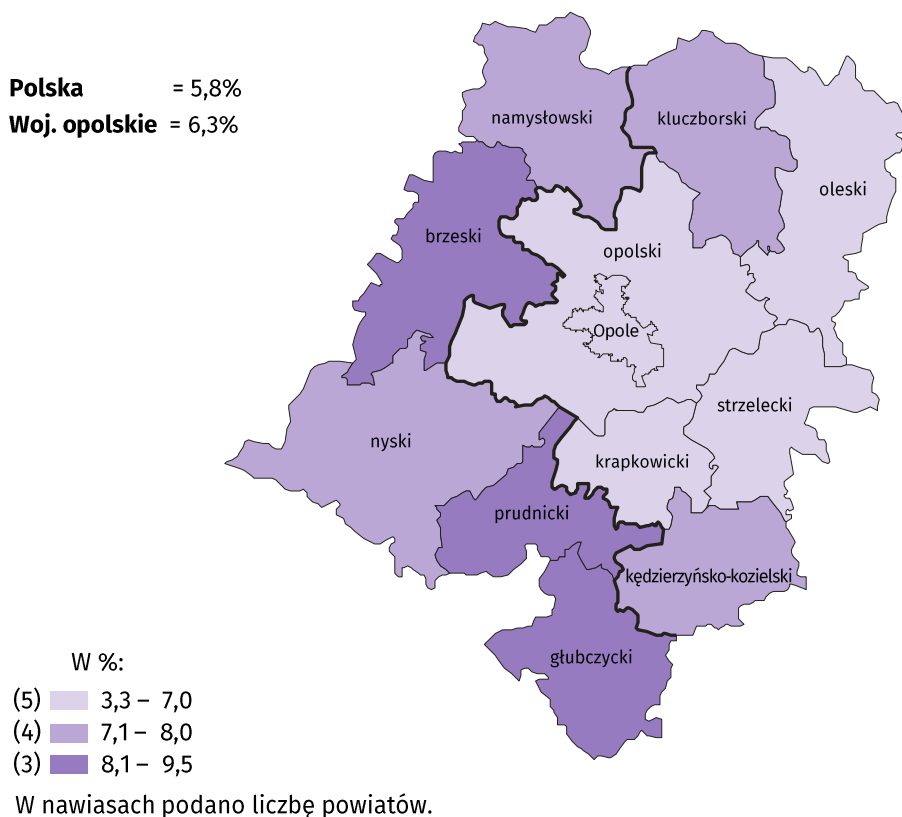 Polska = 5,8%
Woj. opolskie = 6,3%
namysłowski
kluczborski
oleski
brzeski
opolski
Opole
strzelecki
nyski
krapkowicki
prudnicki
kędzierzyńsko-kozielski
głubczycki
W %:
(5) 3,3 – 7,0
(4) 7,1 – 8,0
(3) 8,1 – 9,5
W nawiasach podano liczbę powiatów.